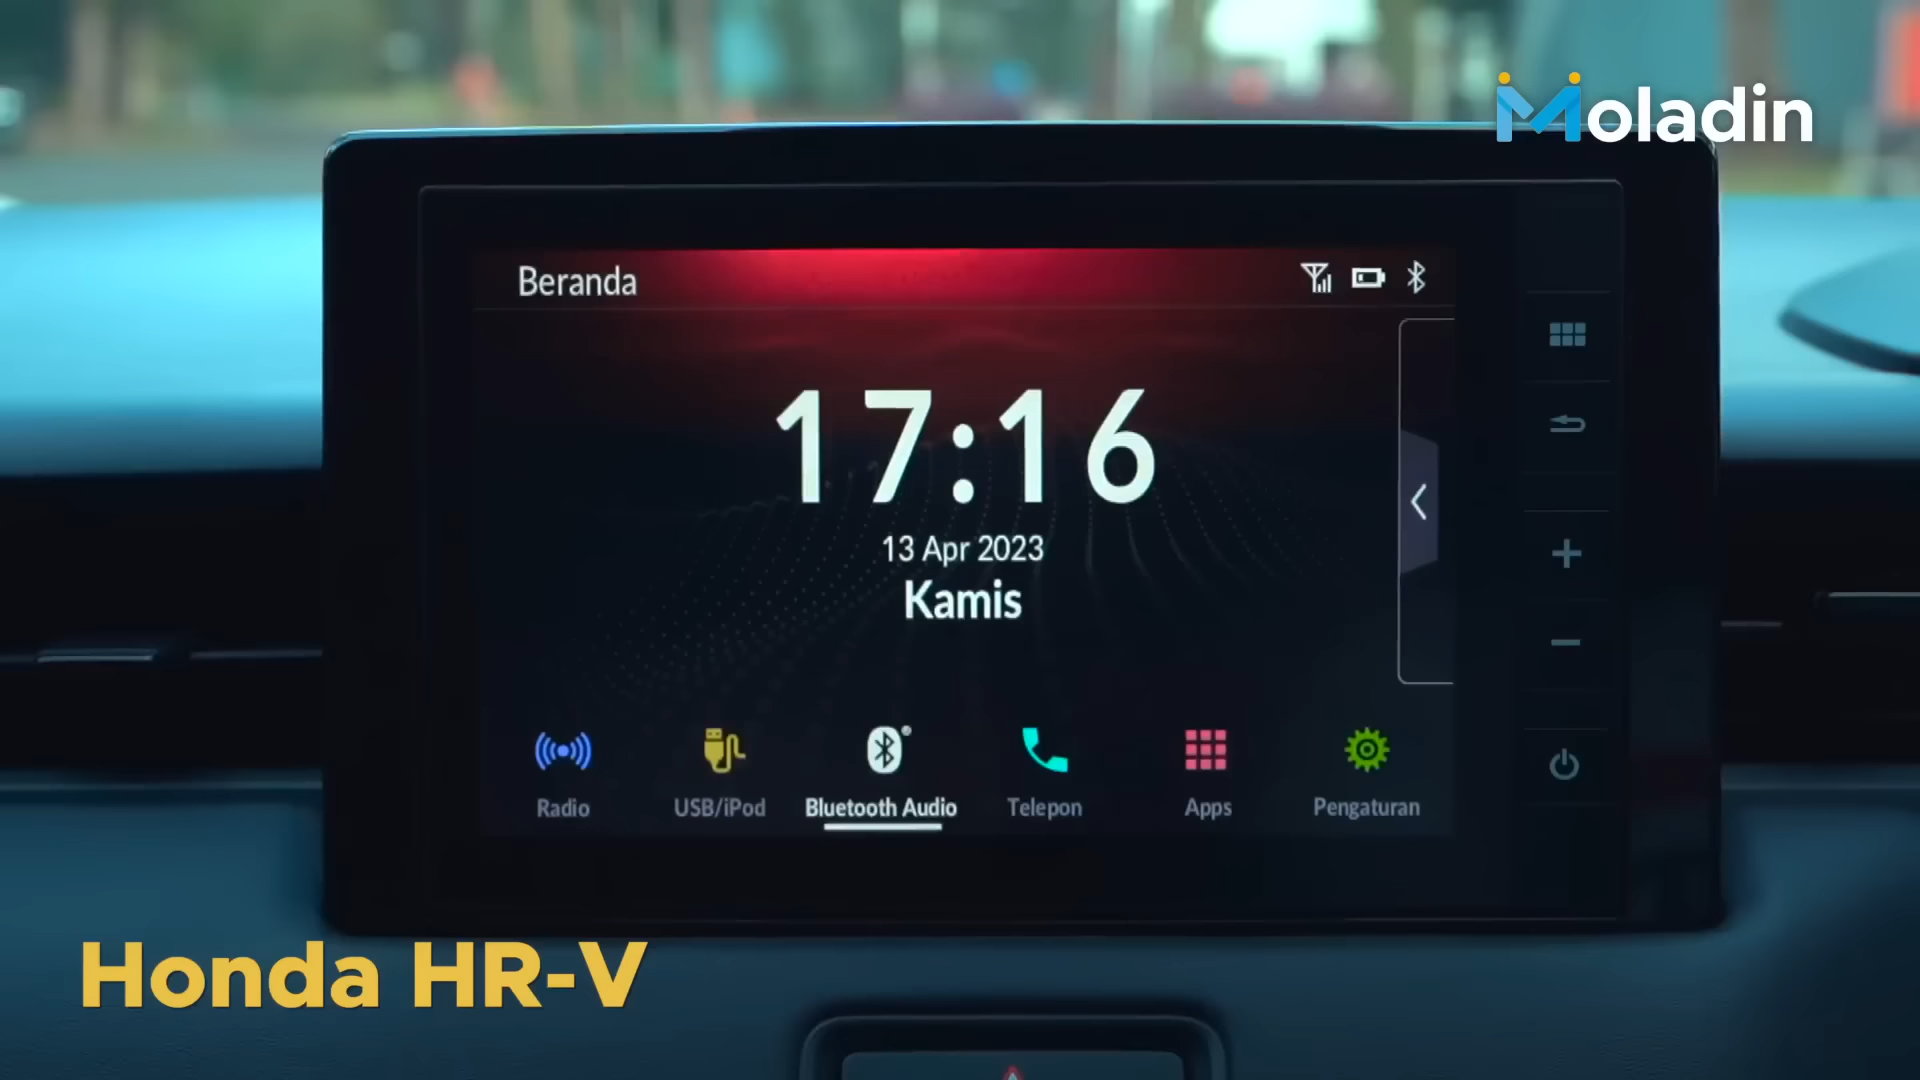 Moladin
Beranda
17:16
13 Apr 2023
Kamis
Radio
USB/iPod
Bluetooth Audio
Telepon
Apps
Pengaturan
Honda HR-V